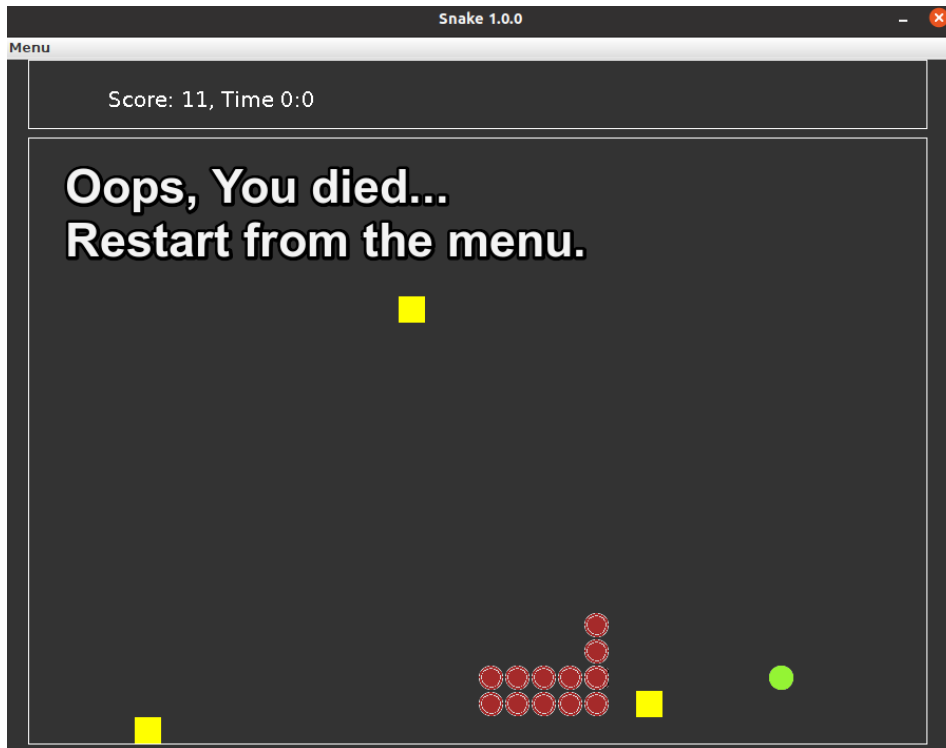 Snake 1.0.0
Menu
Score: 11, Time 0:0
Oops, You died...
Restart from the menu.